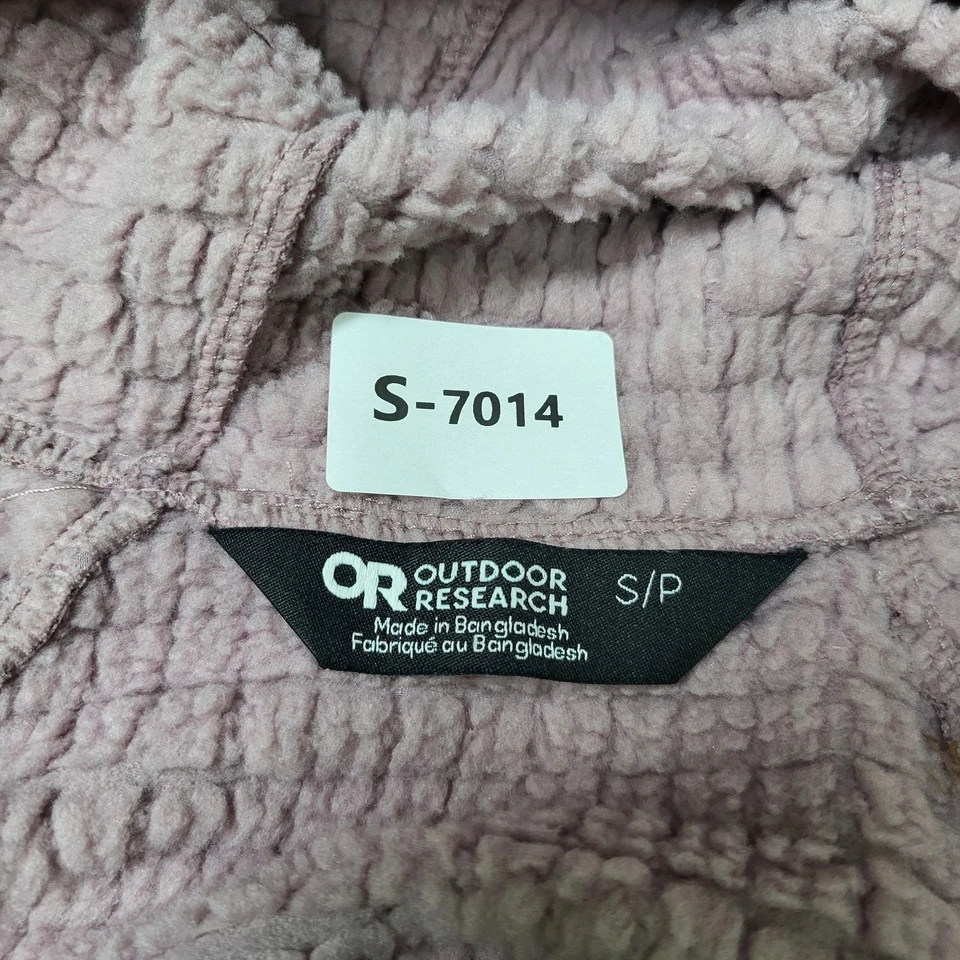 S-7014
OR OUTDOOR RESEARCH S/P
Made in Bangladesh
Fabriqué au Bangladesh